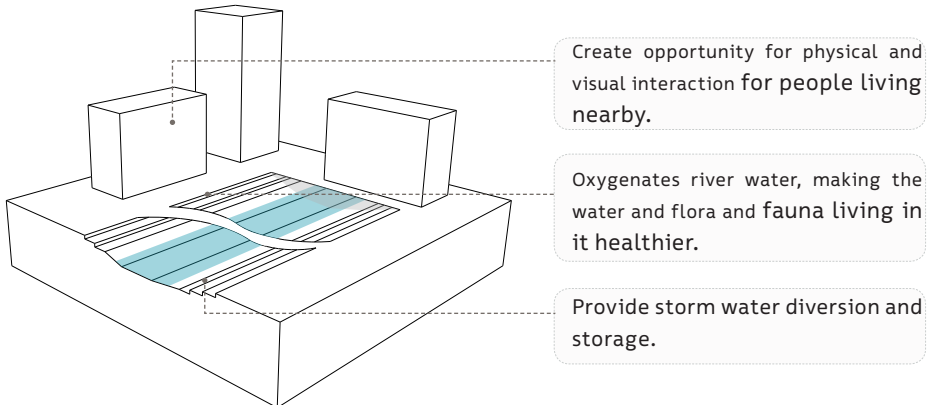 Create opportunity for physical and
visual interaction for people living
nearby.
Oxygenates river water, making the
water and flora and fauna living in
it healthier.
Provide storm water diversion and
storage.